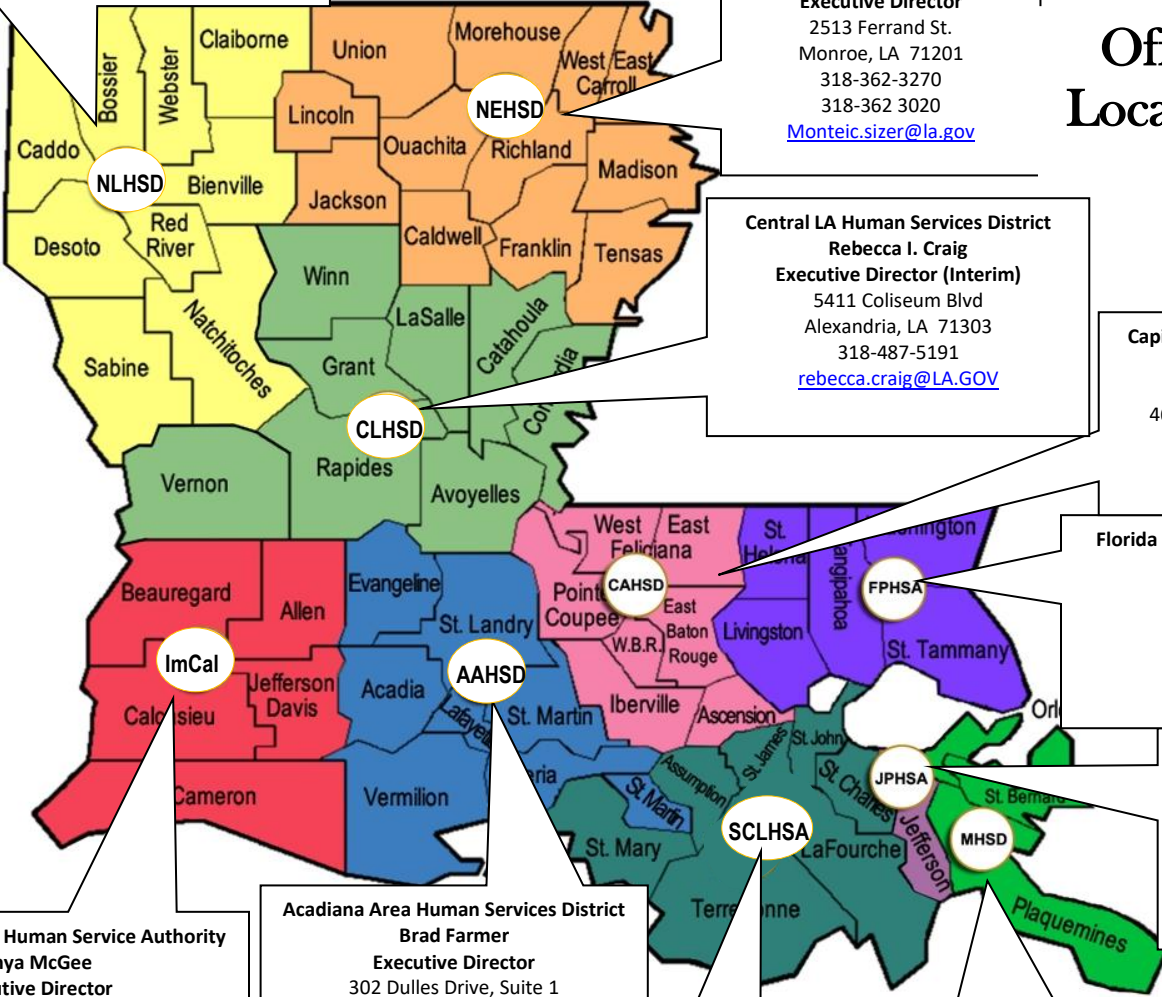 Executive Director
2513 Ferrand St.
Monroe, LA 71201
318-362-3270
318-362 3020
Monteic.sizer@la.gov
Claiborne
Union
Morehouse
West East
Carroll
Bossier
Webster
Lincoln
NEHSD
Ouachita
Richland
Caddo
NLHSD
Bienville
Madison
Jackson
Red
River
Desoto
Caldwell
Franklin
Tensas
Winn
Central LA Human Services District
Rebecca I. Craig
Executive Director (Interim)
5411 Coliseum Blvd
Alexandria, LA 71303
318-487-5191
rebecca.craig@LA.GOV
Natchitoches
LaSalle
Catahoula
Sabine
Grant
CLHSD
Rapides
Vernon
Avoyelles
West East
Feliciana
St.
Florida
Beauregard
Allen
Evangeline
St. Landry
Pointe
Coupee
CAHSD
East
Baton
Rouge
W.B.R.
Livingston
FPHSA
St. Tammany
ImCal
Jefferson
Davis
Acadia
AAHSD
St. Martin
Iberville
Ascension
Cameron
Vermilion
St. Martin
Assumption
St. James
St. John
St. Charles
JPHSA
St. Bernard
St. Mary
SCLHSA
LaFourche
Jefferson
MHSD
Plaquemines
Human Service Authority
McGee
Director
Acadiana Area Human Services District
Brad Farmer
Executive Director
302 Dulles Drive, Suite 1